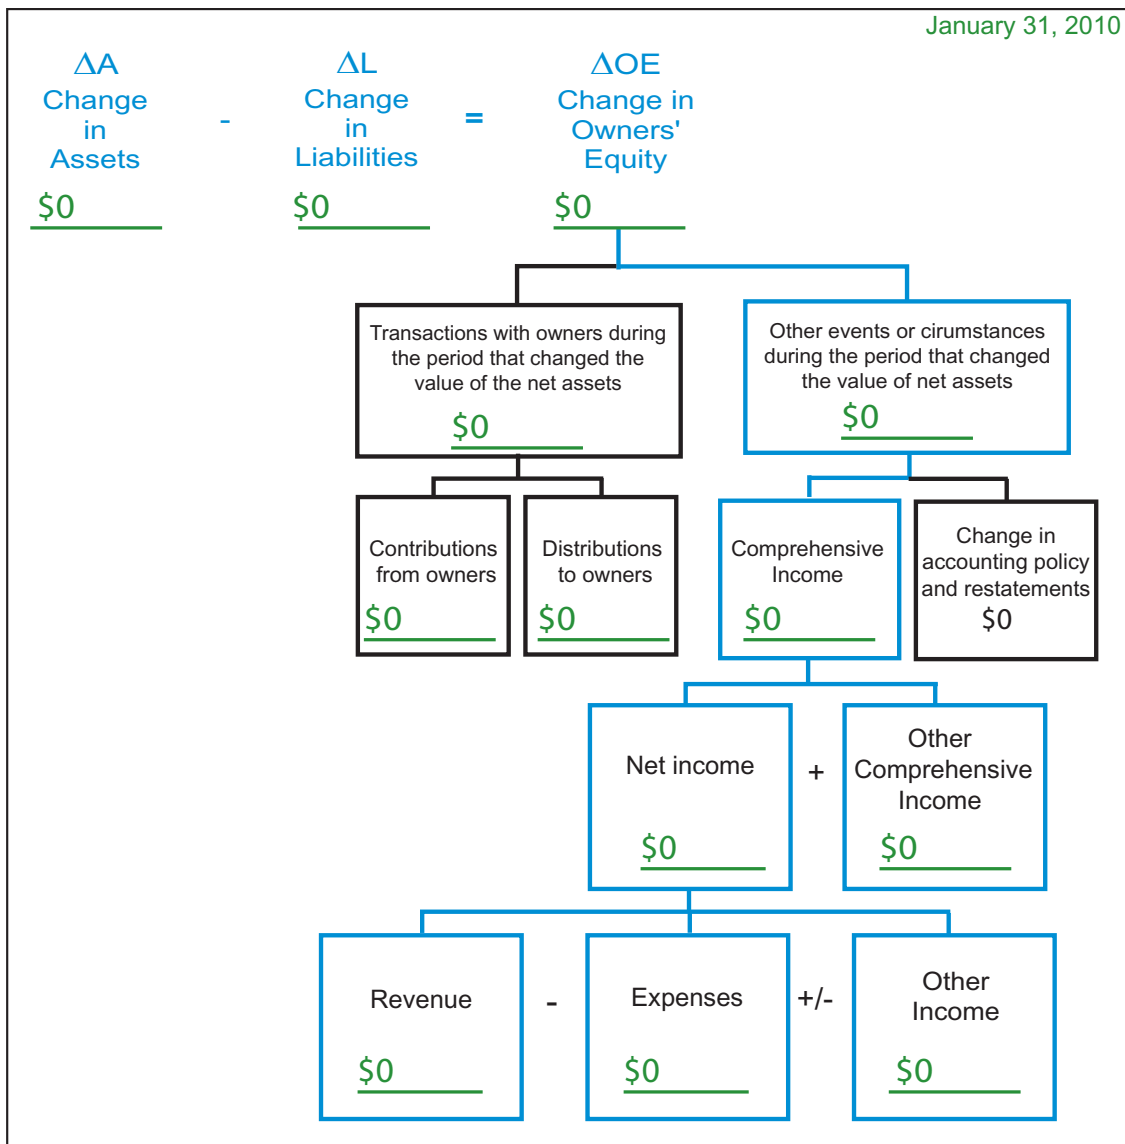 January 31, 2010
ΔA
Change
in
Assets
-
ΔL
Change
in
Liabilities
=
ΔOE
Change in
Owners'
Equity
$0
$0
$0
Transactions with owners during
the period that changed the
value of the net assets
$0
Other events or cirumstances
during the period that changed
the value of net assets
$0
Contributions
from owners
$0
Distributions
to owners
$0
Comprehensive
Income
$0
Change in
accounting policy
and restatements
$0
Net income
$0
+
Other
Comprehensive
Income
$0
Revenue
$0
-
Expenses
$0
+/-
Other
Income
$0